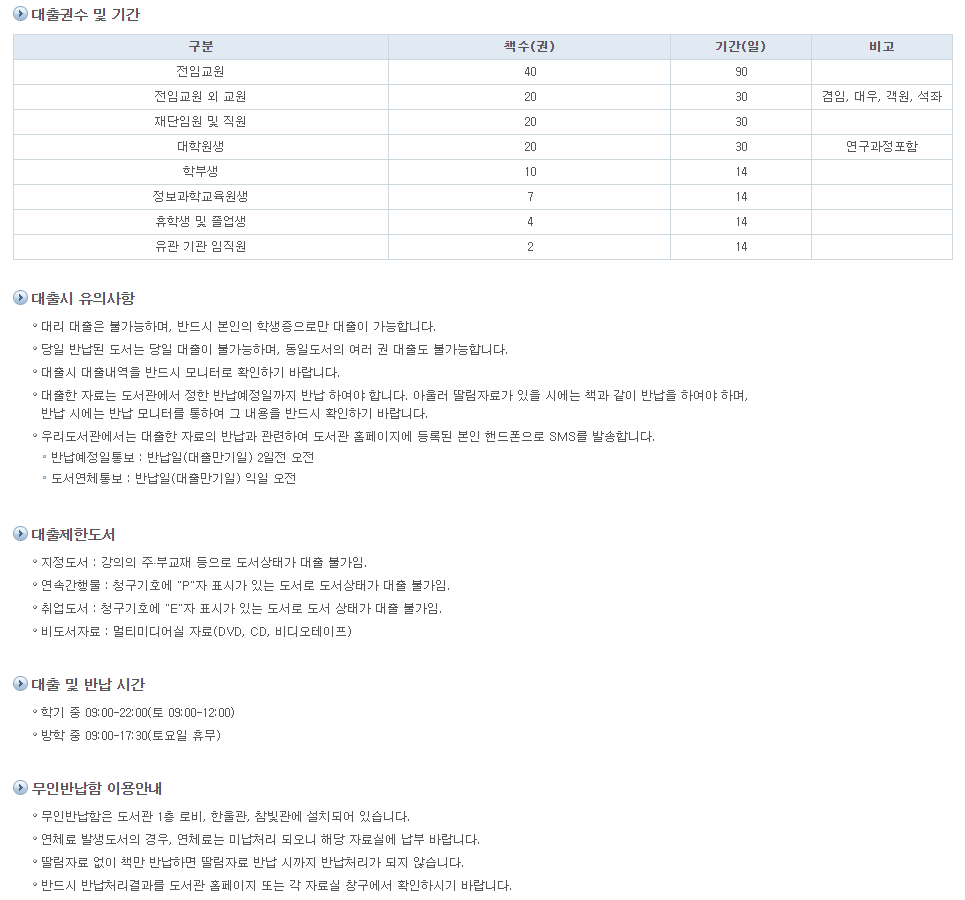 대출권수 및 기간
구분 책수(권) 기간(일) 비고
전임교원 40 90
전임교원 외 교원 20 30 겸임, 대우, 객원, 석좌
재단임원 및 직원 20 30
대학원생 20 30 연구과정포함
학부생 10 14
정보과학교육원생 7 14
휴학생 및 졸업생 4 14
유관 기관 임직원 2 14
대출시 유의사항
대리 대출은 불가능하며, 반드시 본인의 학생증으로만 대출이 가능합니다.
당일 반납된 도서는 당일 대출이 불가능하며, 동일도서의 여러 권 대출도 불가능합니다.
대출시 대출내역을 반드시 모니터로 확인하기 바랍니다.
대출한 자료는 도서관에서 정한 반납예정일까지 반납 하여야 합니다. 아울러 딸림자료가 있을 시에는 책과 같이 반납을 하여야 하며,
반납 시에는 반납 모니터를 통하여 그 내용을 반드시 확인하기 바랍니다.
우리도서관에서는 대출한 자료의 반납과 관련하여 도서관 홈페이지에 등록된 본인 핸드폰으로 SMS를 발송합니다.
반납예정일통보 : 반납일(대출만기일) 2일전 오전
도서연체통보 : 반납일(대출만기일) 익일 오전
대출제한도서
지정도서 : 강의의 주·부교재 등으로 도서상태가 대출 불가임.
연속간행물 : 청구기호에 "P"자 표시가 있는 도서로 도서상태가 대출 불가임.
취업도서 : 청구기호에 "E"자 표시가 있는 도서로 도서 상태가 대출 불가임.
비도서자료 : 멀티미디어실 자료(DVD, CD, 비디오테이프)
대출 및 반납 시간
학기 중 09:00-22:00(토 09:00-12:00)
방학 중 09:00-17:30(토요일 휴무)
무인반납함 이용안내
무인반납함은 도서관 1층 로비, 한울관, 참빛관에 설치되어 있습니다.
연체료 발생도서의 경우, 연체료는 미납처리 되오니 해당 자료실에 납부 바랍니다.
딸림자료 없이 책만 반납하면 딸림자료 반납 시까지 반납처리가 되지 않습니다.
반드시 반납처리결과를 도서관 홈페이지 또는 각 자료실 창구에서 확인하시기 바랍니다.